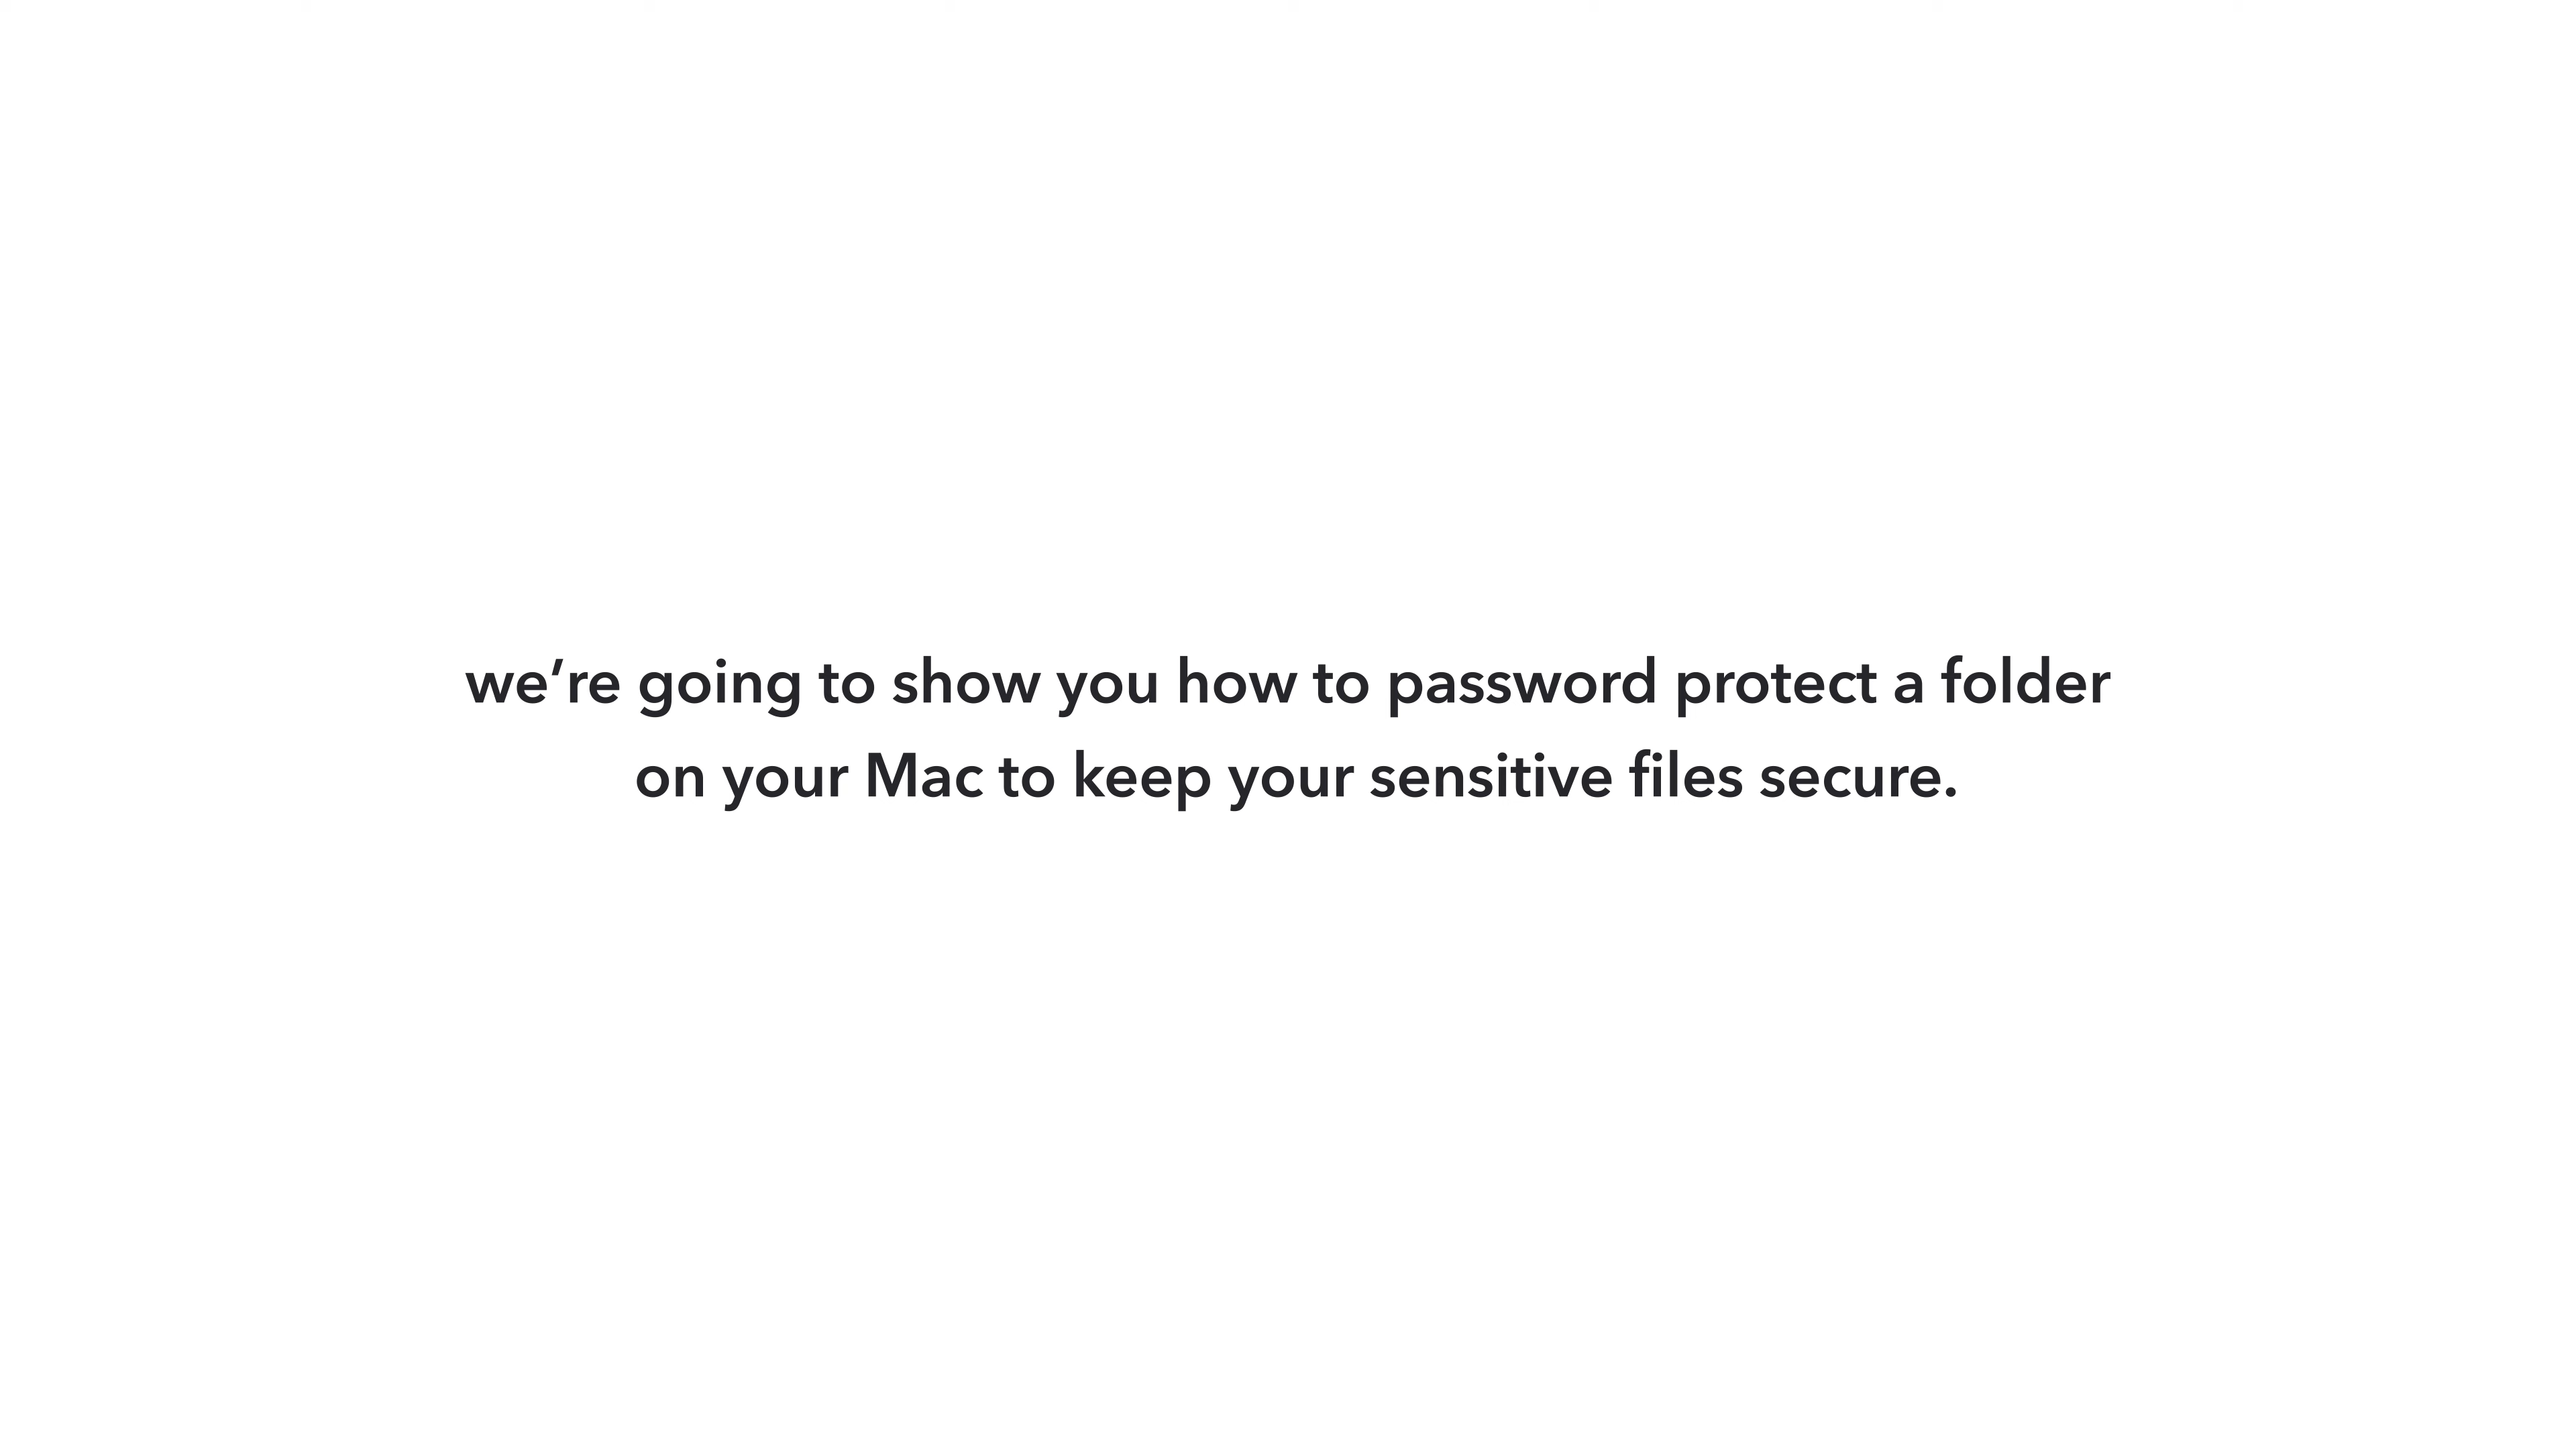 we’re going to show you how to password protect a folder
on your Mac to keep your sensitive files secure.